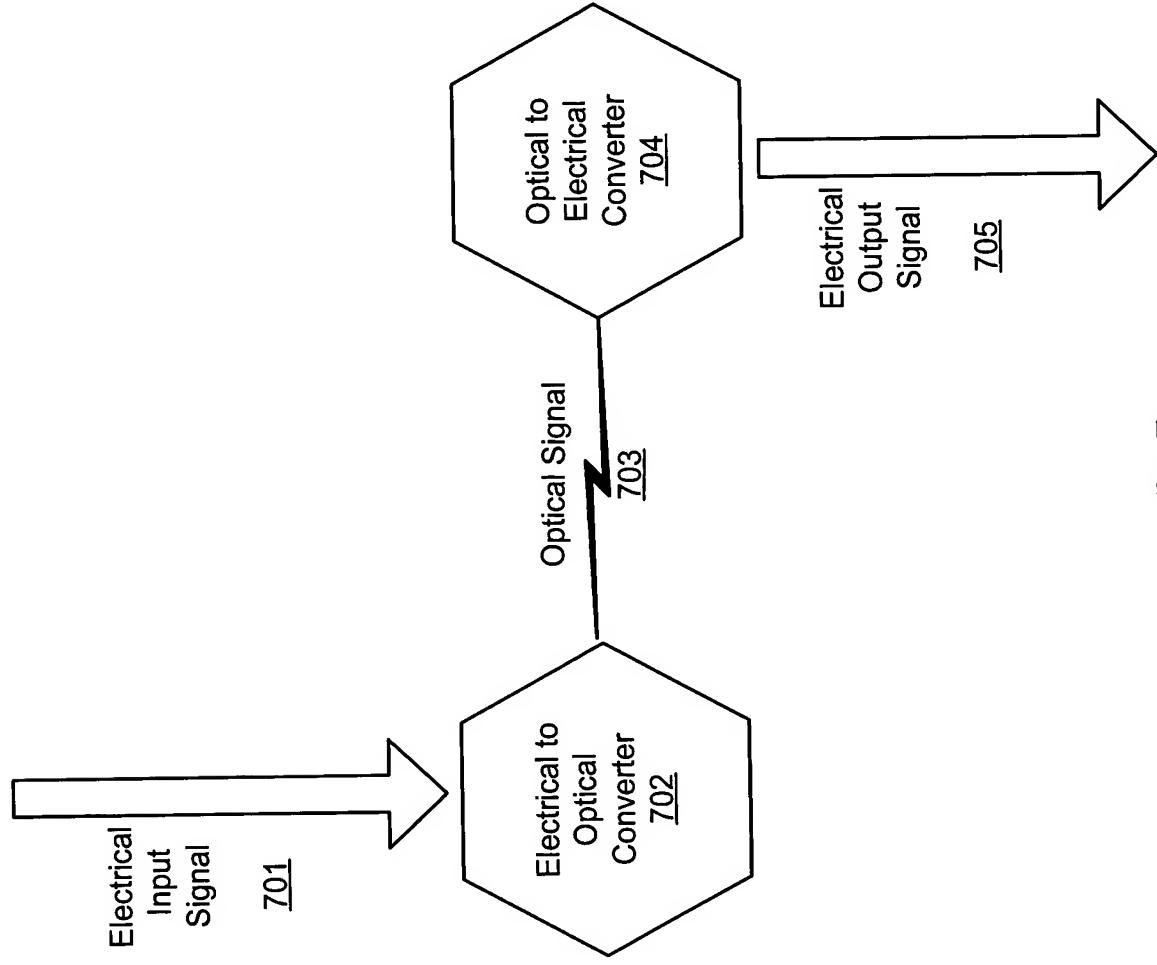 Electrical
Input
Signal
701
Electrical to
Optical
Converter
702
Optical Signal
703
Optical to
Electrical
Converter
704
Electrical
Output
Signal
705